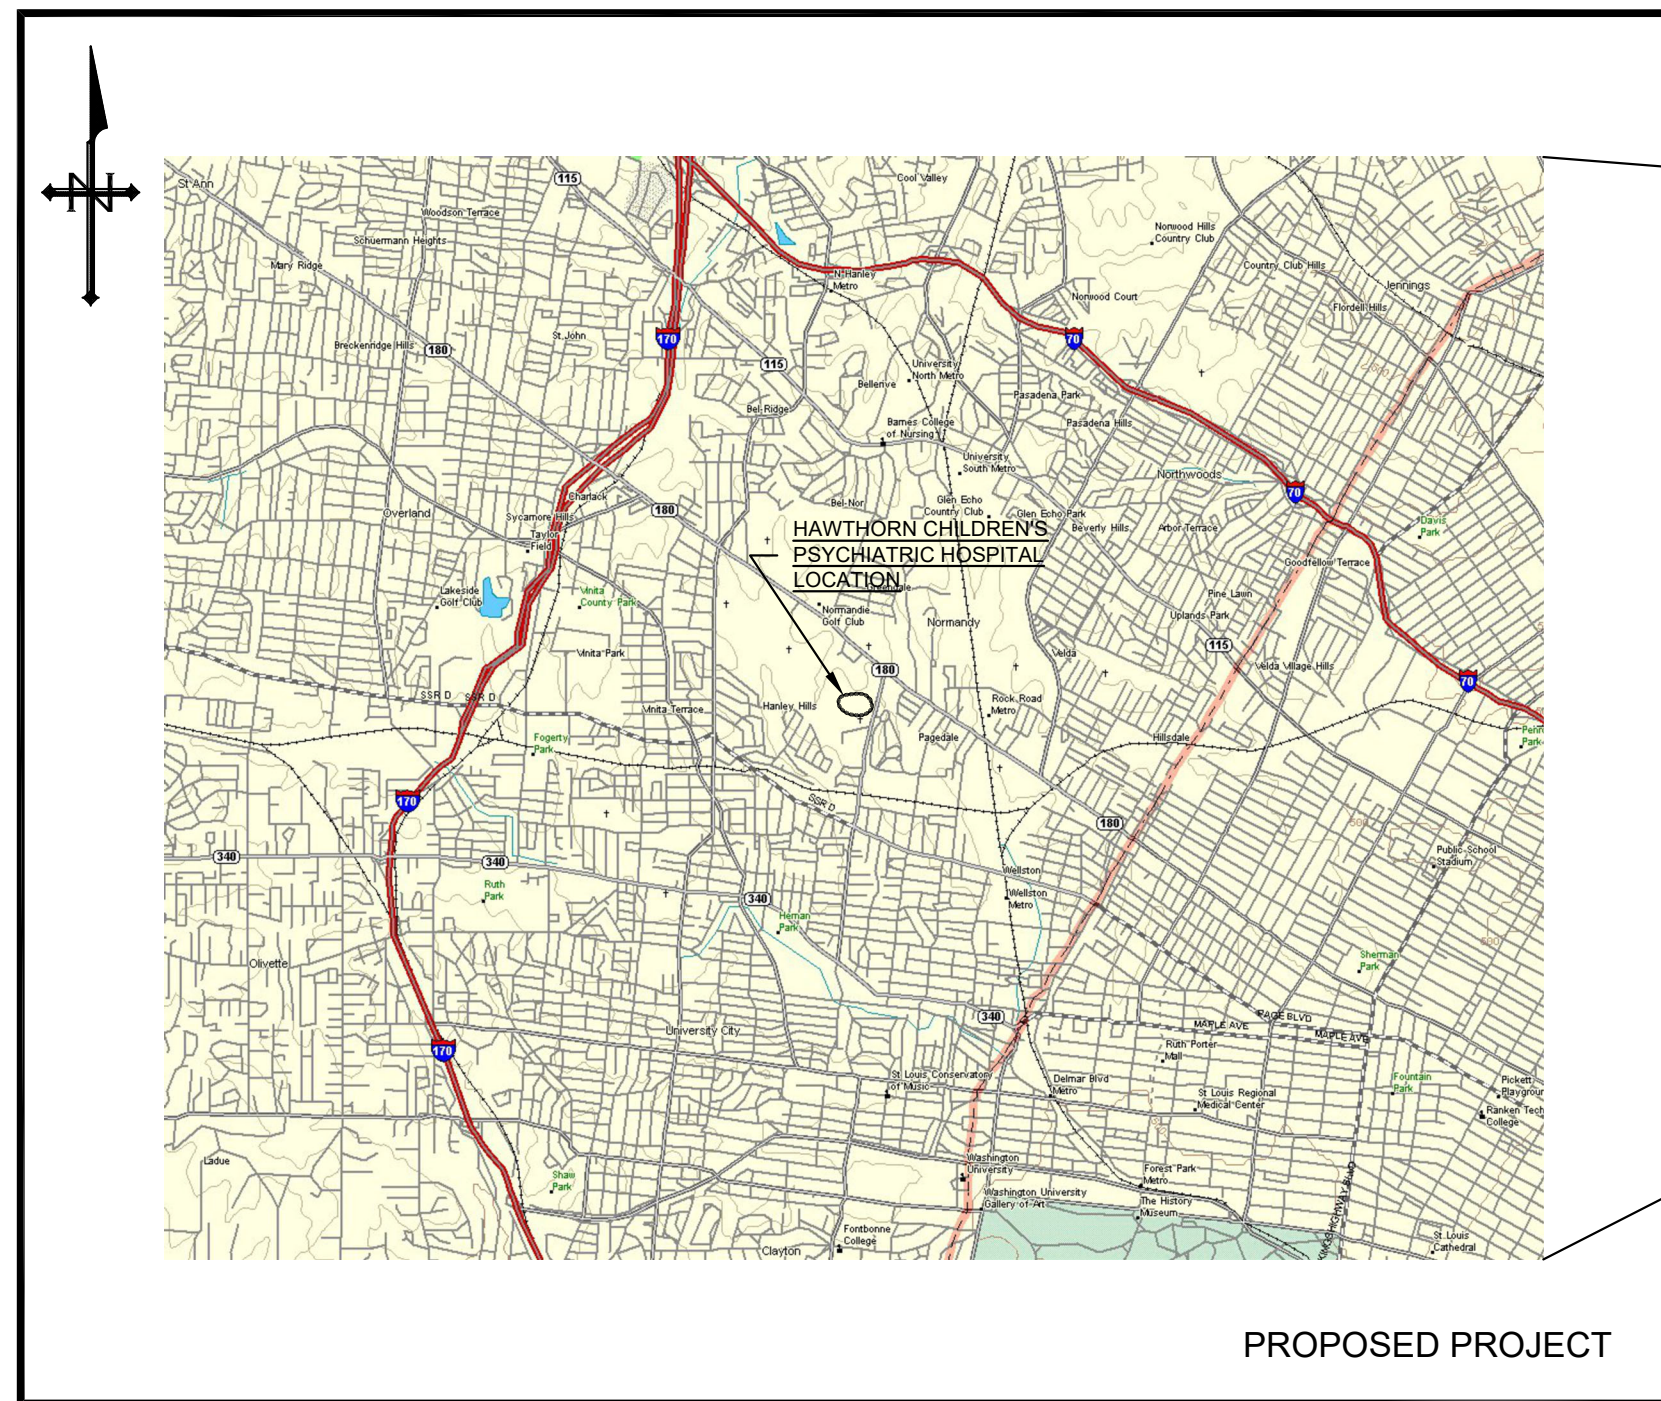 N
St Ann
115
Cool Valley
Woodson Terrace
Schuermann Heights
Norwood Hills
Country Club
Mary Ridge
N Hanley
Metro
Country Club Hills
Jennings
Norwood Court
Flordell Hills
St.John
170
70
Breckenridge Hills
180
115
University
North Metro
Bellerive
Pasadena Park
Bel-Ridge
Barnes College
of Nursing
Pasadena Hills
University
South Metro
Northwoods
70
Charlack
Bel-Nor
Glen Echo
Country Club
Overland
Sycamore Hills
180
Glen Echo Park
Beverly Hills
Arbor Terrace
Davis
Park
Taylor
Field
HAWTHORN CHILDREN'S
PSYCHIATRIC HOSPITAL
LOCATION
Goodfellow Terrace
Lakeside
Golf Club
Vinita
County Park
Greendale
Pine Lawn
Normandie
Golf Club
Normandy
Uplands Park
115
Vinita Park
Velda
Velda Village Hills
180
70
SSR D
SSR D
Vinita Terrace
Hanley Hills
Rock Road
Metro
Fogerty
Park
Pagedale
Hillsdale
170
SSR D
180
500
340
340
Public School
Stadium
Wellston
Ruth
Park
340
Wellston
Metro
Heman
Park
500
Olivette
Sherman
Park
University City
340
PAGE BLVD
MAPLE AVE
MAPLE AVE
170
Ruth Porter
Mall
St Louis Conservatory
of Music
Delmar Blvd
Metro
Fountain
Park
St Louis Regional
Medical Center
Pickett
Playgroun
Ranken Tech
College
Ladue
Washington
University
Shaw
Park
Forest Park
Metro
Washington University
Gallery of Art
The History
Museum
KINGSHIGHWAY BLVD
Fontbonne
College
Clayton
St.Louis
Cathedral
PROPOSED PROJECT